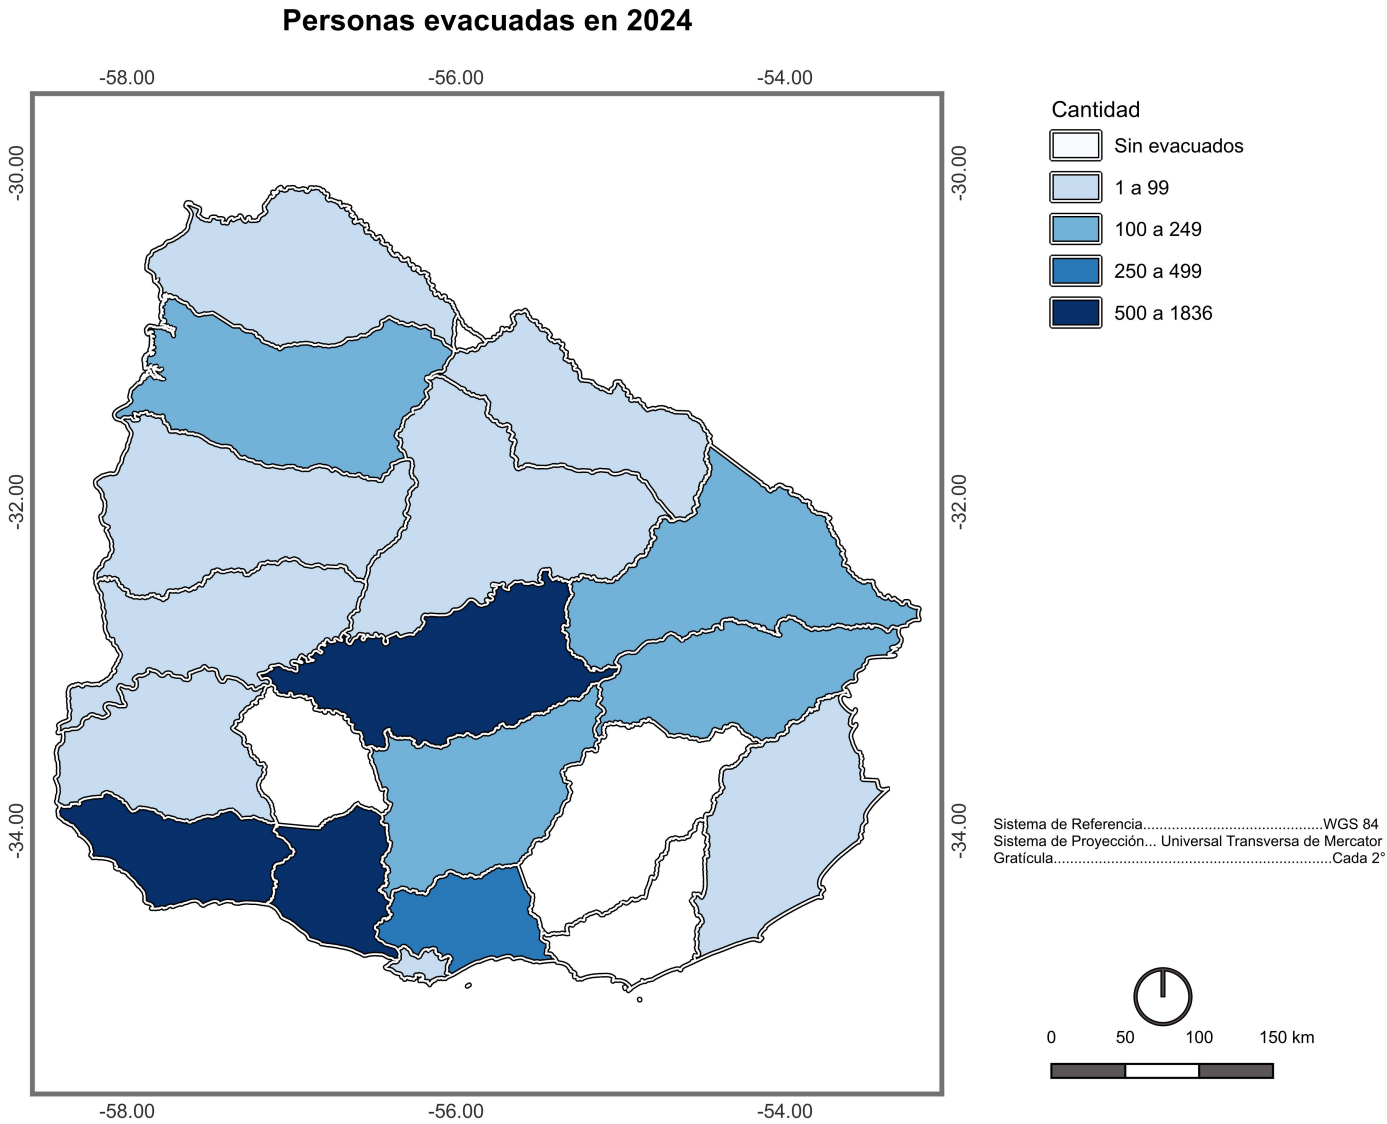 Personas evacuadas en 2024
-58.00 -56.00 -54.00
-30.00 -30.00
-32.00 -32.00
-34.00 -34.00
-58.00 -56.00 -54.00
Cantidad
Sin evacuados
1 a 99
100 a 249
250 a 499
500 a 1836
Sistema de Referencia.............................................WGS 84
Sistema de Proyección... Universal Transversa de Mercator
Gratícula.....................................................................Cada 2°
0 50 100 150 km